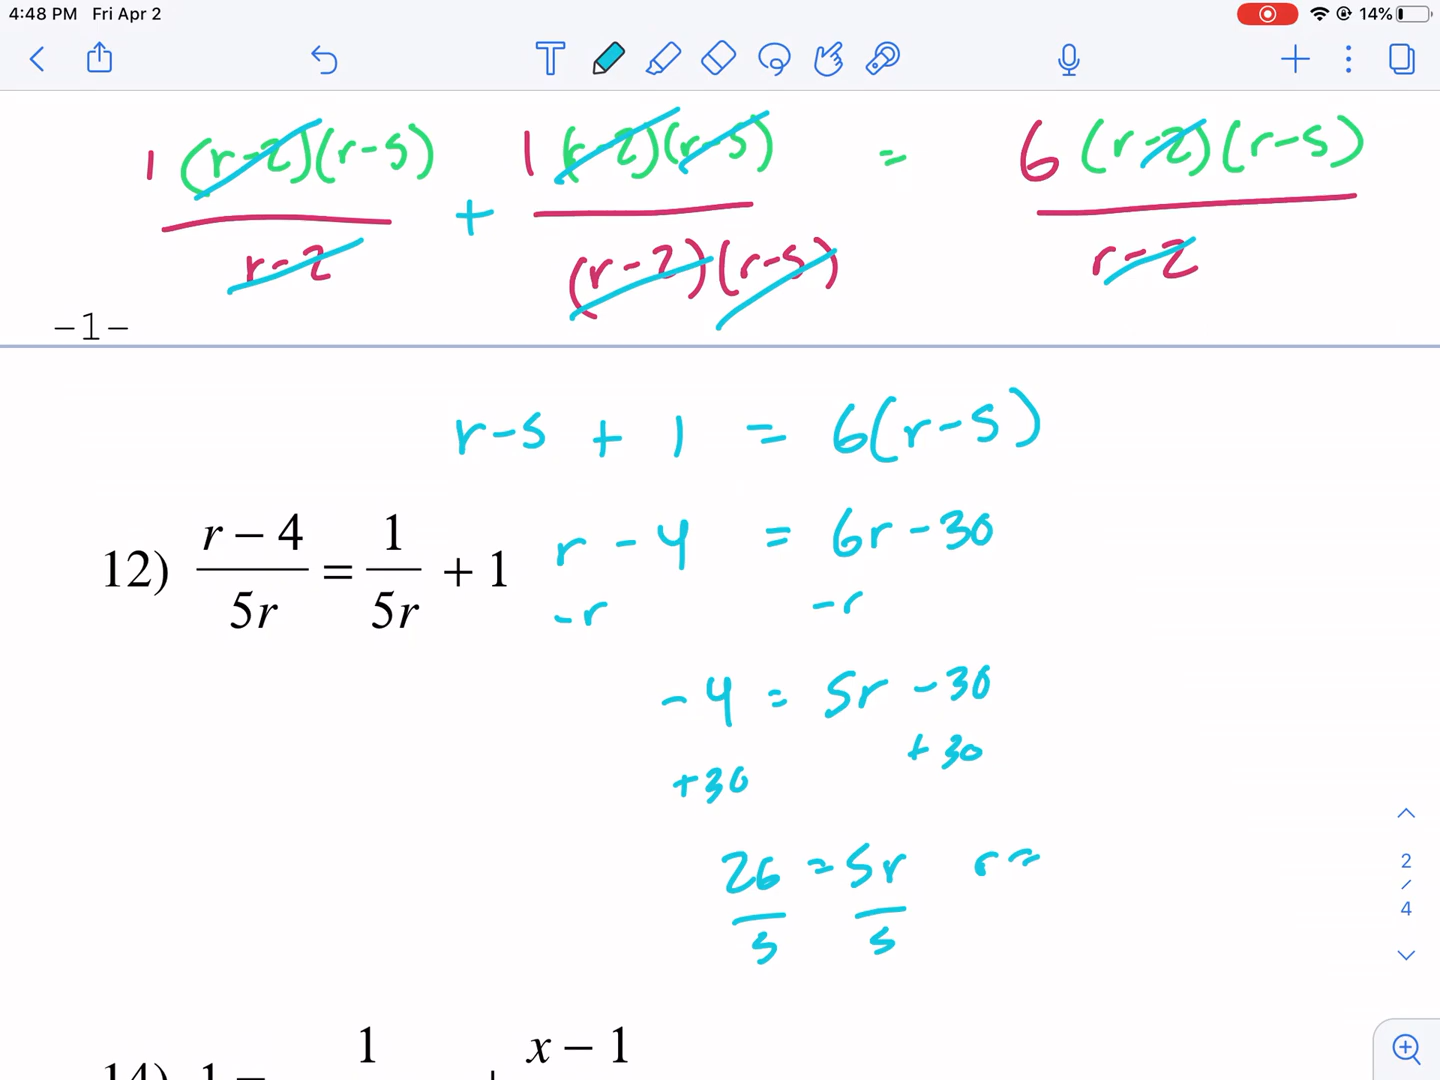 4:48 PM Fri Apr 2 14%
1 (r-2)(r-5) + 1 (r-2)(r-5) = 6 (r-2)(r-5)
r-2 (r-2)(r-5) r-2
-1-
r-5 + 1 = 6(r-5)
12) r − 4 / 5r = 1 / 5r + 1
r - 4 = 6r - 30
-r -r
-4 = 5r - 30
+30 +30
26 = 5r r =
5 5
2 / 4
14) 1 = 1 + x − 1